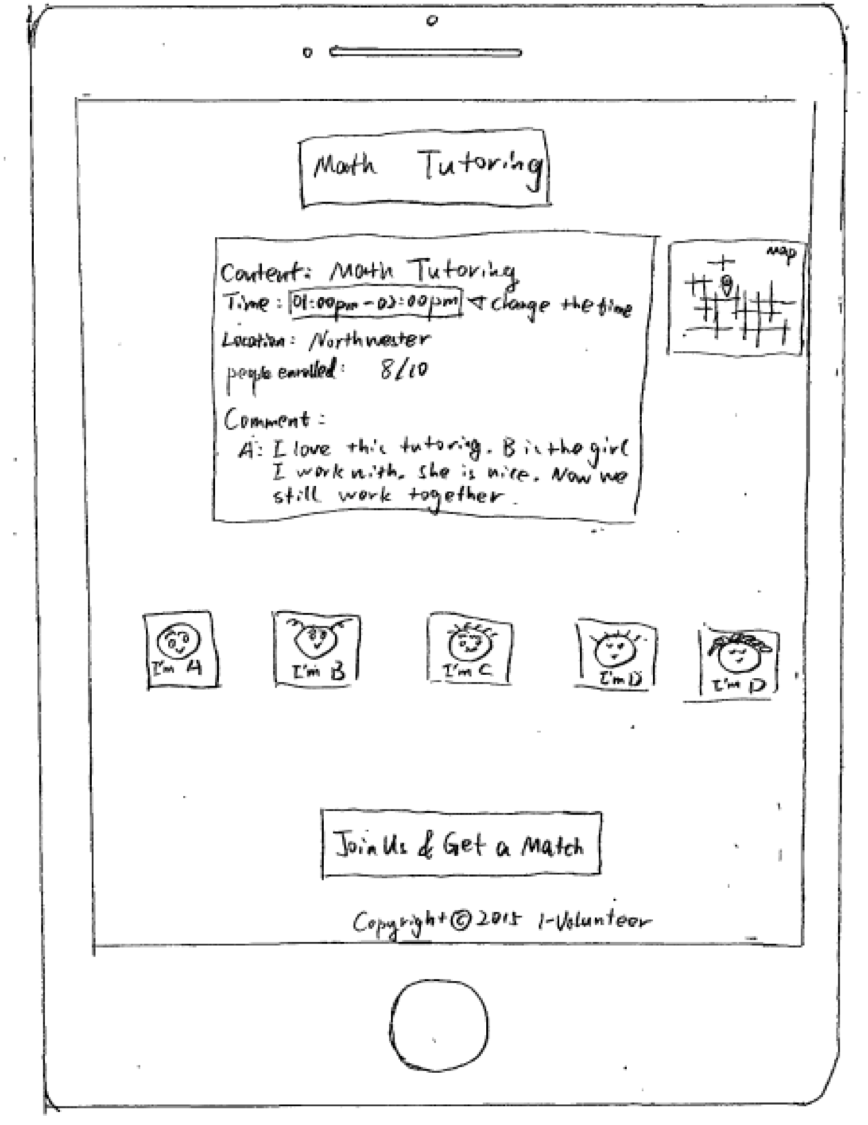 Math Tutoring
Content: Math Tutoring
Time: 01:00pm-03:00pm change the time
Location: Northwester
people enrolled: 8/10
Comment:
A: I love this tutoring. B is the girl
I work with. she is nice. Now we
still work together.
map
I'm A
I'm B
I'm C
I'm D
I'm D
Join Us & Get a Match
Copyright © 2015 I-Volunteer